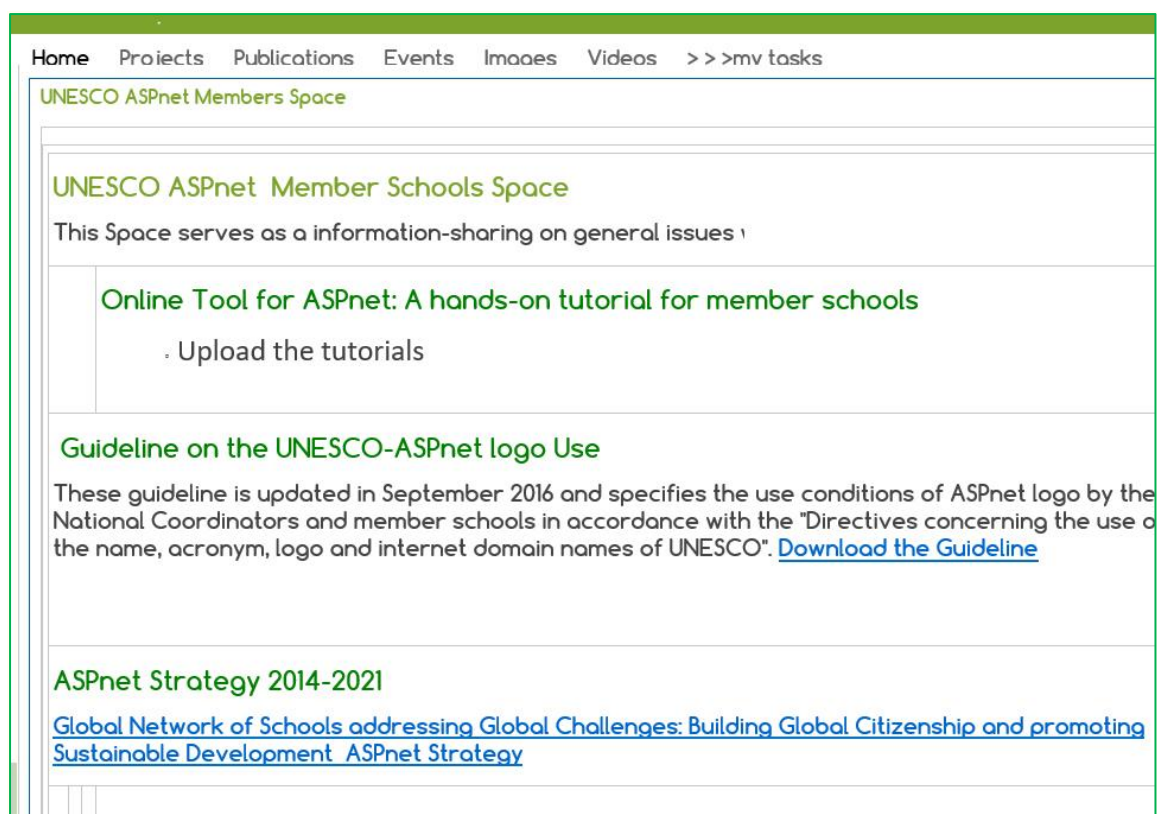 Home Projects Publications Events Images Videos > > >my tasks
UNESCO ASPnet Members Space
UNESCO ASPnet Member Schools Space
This Space serves as a information-sharing on general issues
Online Tool for ASPnet: A hands-on tutorial for member schools
Upload the tutorials
Guideline on the UNESCO-ASPnet logo Use
These guideline is updated in September 2016 and specifies the use conditions of ASPnet logo by the
National Coordinators and member schools in accordance with the "Directives concerning the use
the name, acronym, logo and internet domain names of UNESCO". Download the Guideline
ASPnet Strategy 2014-2021
Global Network of Schools addressing Global Challenges: Building Global Citizenship and promoting
Sustainable Development ASPnet Strategy